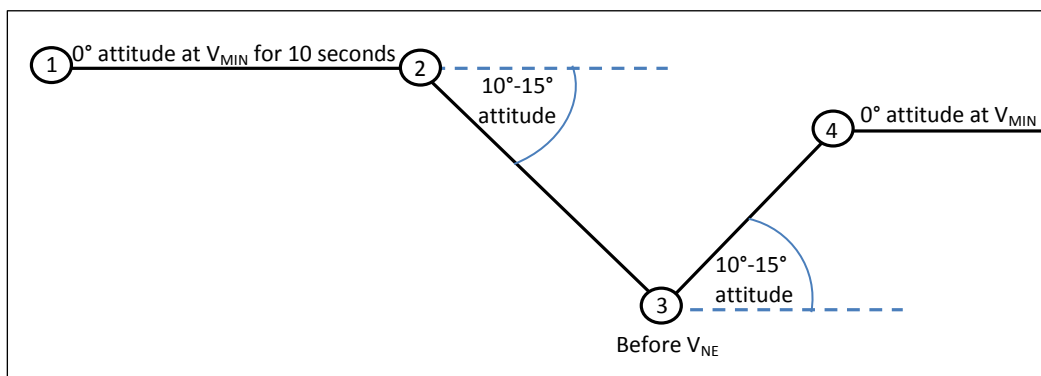 1
0° attitude at VMIN for 10 seconds
2
10°-15°
attitude
4
0° attitude at VMIN
10°-15°
attitude
3
Before VNE